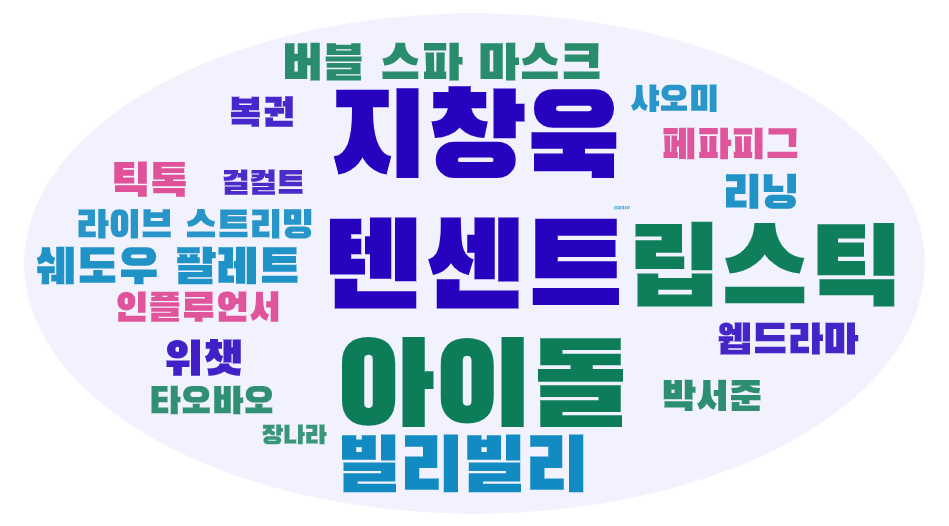 버블 스파 마스크
지창욱
샤오미
복권
페파피그
틱톡
걸컬트
리닝
라이브 스트리밍
텐센트
립스틱
쉐도우 팔레트
인플루언서
웹드라마
위챗
아이돌
타오바오
박서준
장나라
빌리빌리